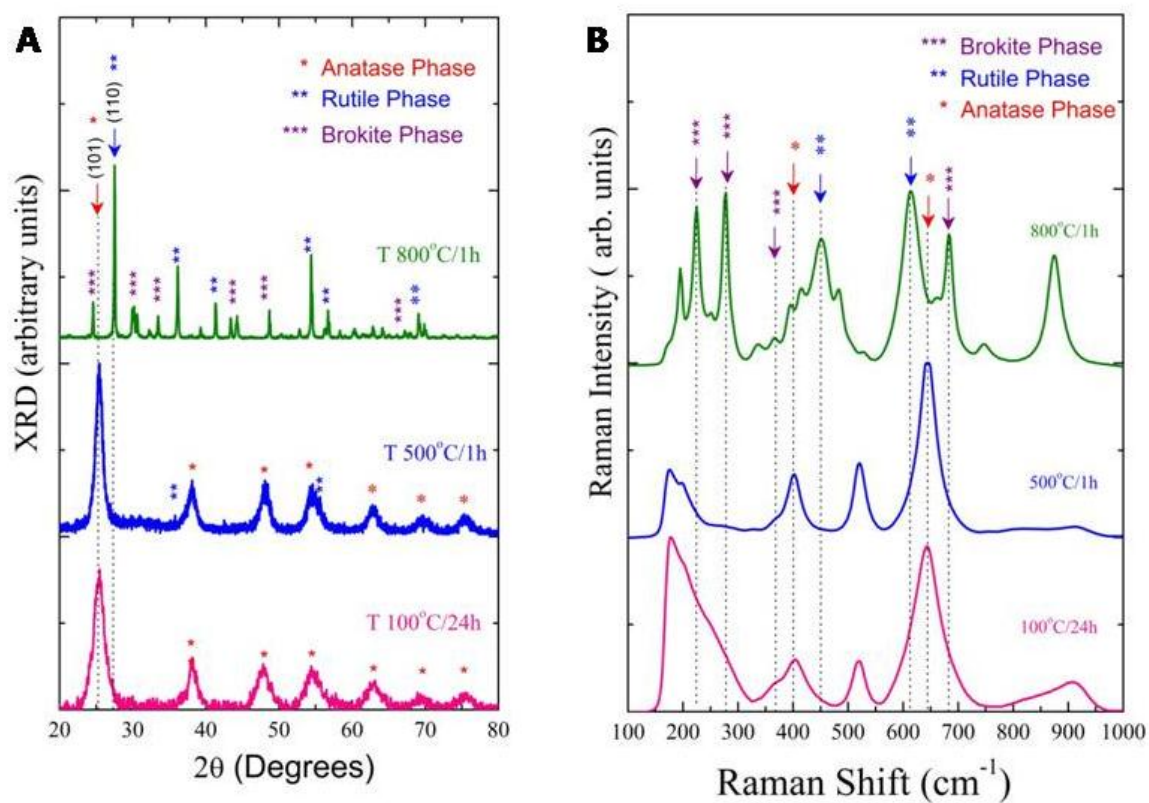 A
* Anatase Phase
** Rutile Phase
*** Brokite Phase
* (101)
** (110)
*** ** *** *** ** ** *** *** ** ** *** **
T 800°C/1h
T 500°C/1h
** * * * ** * * *
T 100°C/24h
* * * * * *
XRD (arbitrary units)
20 30 40 50 60 70 80
2θ (Degrees)
B
*** Brokite Phase
** Rutile Phase
* Anatase Phase
*** *** *** * ** ** * ***
800°C/1h
500°C/1h
100°C/24h
Raman Intensity ( arb. units)
100 200 300 400 500 600 700 800 900 1000
Raman Shift (cm⁻¹)